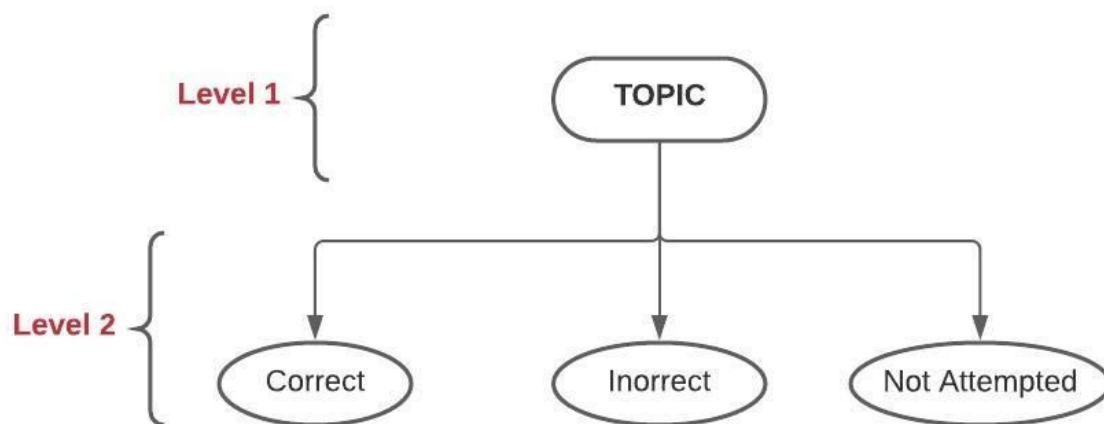 Level 1
TOPIC
Level 2
Correct
Inorrect
Not Attempted